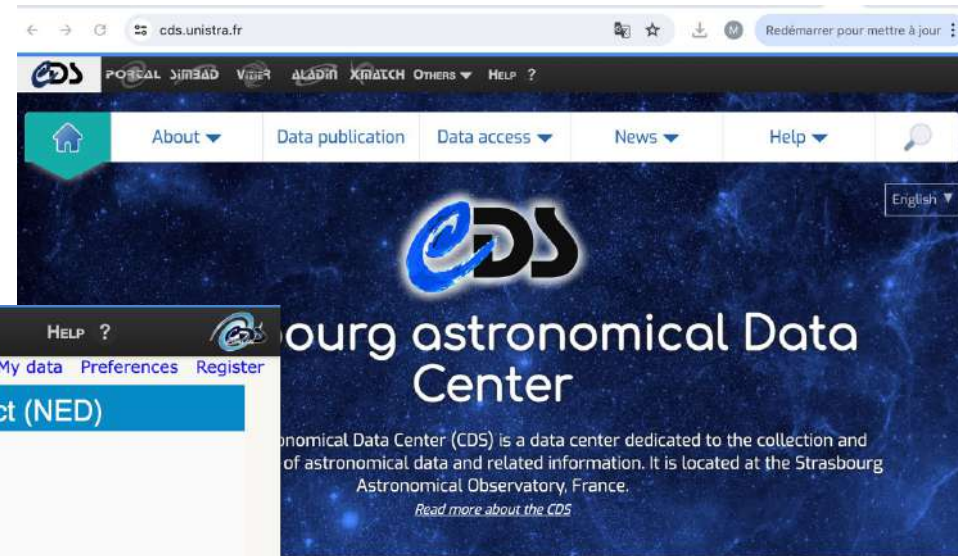 cds.unistra.fr
Redémarrer pour mettre à jour
CDS PORTAL SIMBAD VIZIER ALADIN XMATCH OTHERS HELP ?
About Data publication Data access News Help
English
CDS
HELP ?
My data Preferences Register
ct (NED)
ourg astronomical Data
Center
onomical Data Center (CDS) is a data center dedicated to the collection and
of astronomical data and related information. It is located at the Strasbourg
Astronomical Observatory, France.
Read more about the CDS